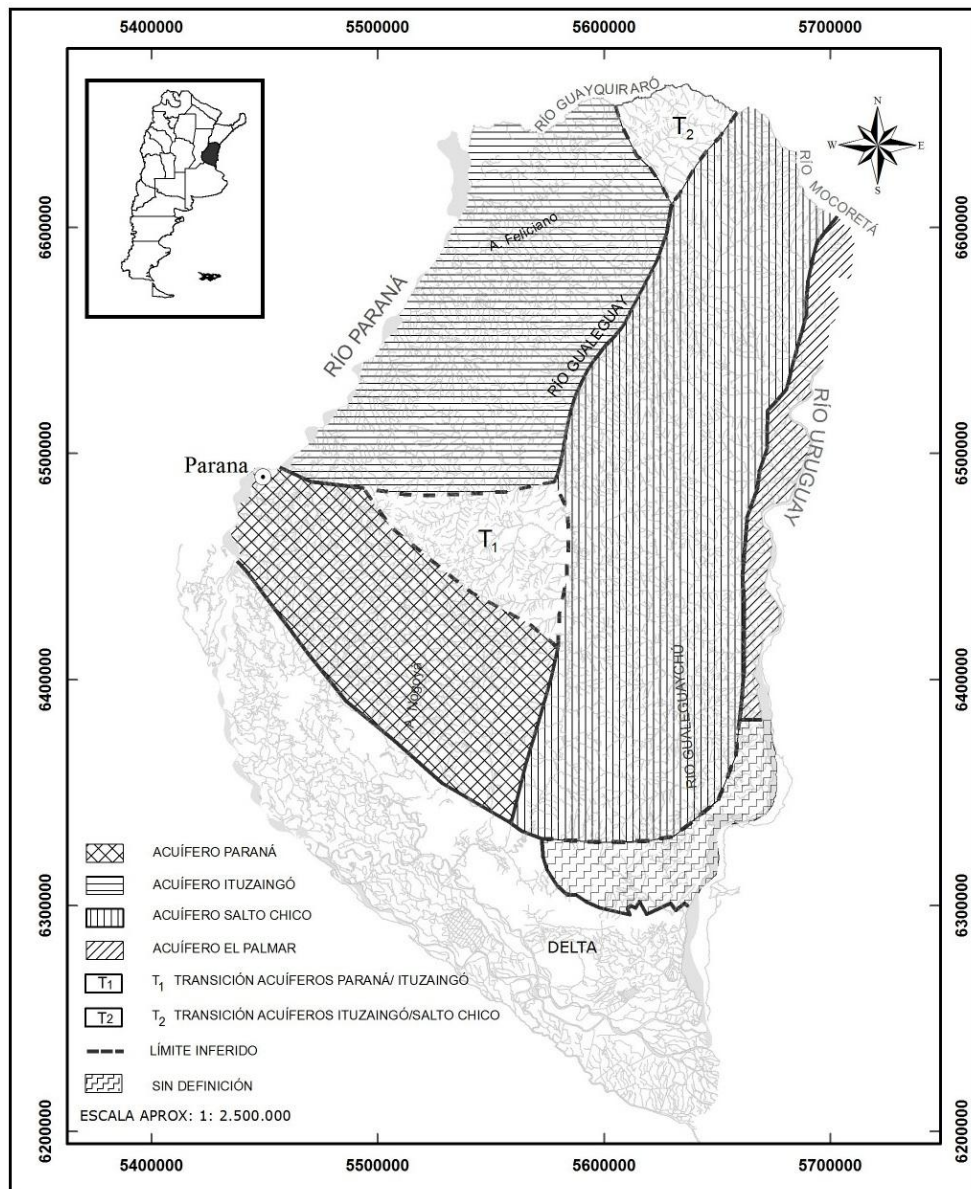 5400000
5500000
5600000
5700000
6600000
6600000
6500000
6500000
6400000
6400000
6300000
6300000
6200000
6200000
N
W
E
S
RÍO GUAYQUIRARÓ
T2
RÍO MOCORETÁ
A. Feliciano
RÍO PARANÁ
RÍO GUALEGUAY
RÍO URUGUAY
Parana
T1
A. Nogoyá
RÍO GUALEGUAYCHÚ
DELTA
ACUÍFERO PARANÁ
ACUÍFERO ITUZAINGÓ
ACUÍFERO SALTO CHICO
ACUÍFERO EL PALMAR
T1 T1 TRANSICIÓN ACUÍFEROS PARANÁ/ ITUZAINGÓ
T2 T2 TRANSICIÓN ACUÍFEROS ITUZAINGÓ/SALTO CHICO
LÍMITE INFERIDO
SIN DEFINICIÓN
ESCALA APROX: 1: 2.500.000
5400000
5500000
5600000
5700000